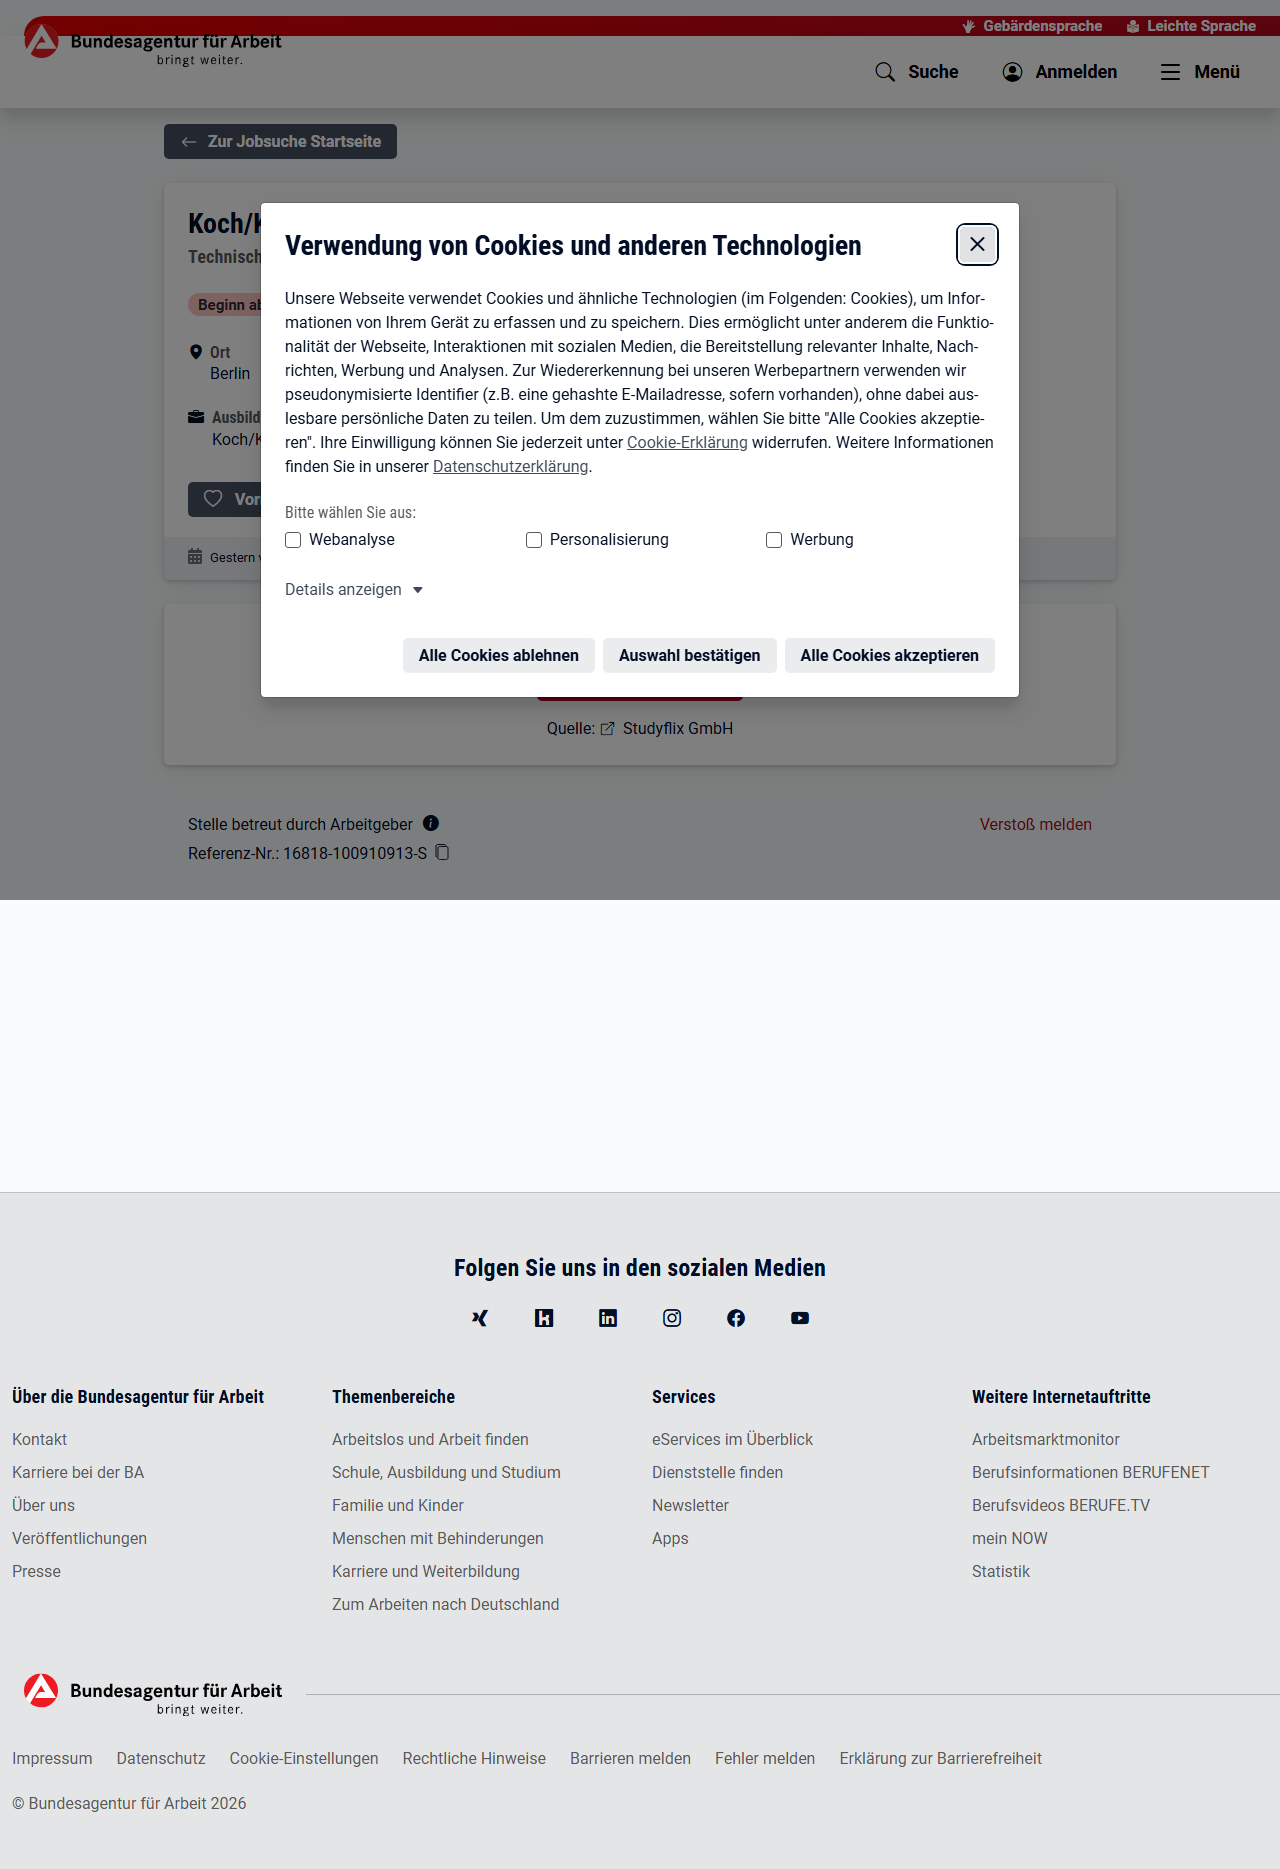 Gebärdensprache
Leichte Sprache
Bundesagentur für Arbeit
bringt weiter.
Suche
Anmelden
Menü
Zur Jobsuche Startseite
Koch/K
Technisch
Beginn ab
Ort
Berlin
Ausbild
Koch/K
Vor
Gestern v
Verwendung von Cookies und anderen Technologien
Unsere Webseite verwendet Cookies und ähnliche Technologien (im Folgenden: Cookies), um Infor-
mationen von Ihrem Gerät zu erfassen und zu speichern. Dies ermöglicht unter anderem die Funktio-
nalität der Webseite, Interaktionen mit sozialen Medien, die Bereitstellung relevanter Inhalte, Nach-
richten, Werbung und Analysen. Zur Wiedererkennung bei unseren Werbepartnern verwenden wir
pseudonymisierte Identifier (z.B. eine gehashte E-Mailadresse, sofern vorhanden), ohne dabei aus-
lesbare persönliche Daten zu teilen. Um dem zuzustimmen, wählen Sie bitte "Alle Cookies akzeptie-
ren". Ihre Einwilligung können Sie jederzeit unter Cookie-Erklärung widerrufen. Weitere Informationen
finden Sie in unserer Datenschutzerklärung.
Bitte wählen Sie aus:
Webanalyse
Personalisierung
Werbung
Details anzeigen
Alle Cookies ablehnen
Auswahl bestätigen
Alle Cookies akzeptieren
Quelle: Studyflix GmbH
Stelle betreut durch Arbeitgeber
Verstoß melden
Referenz-Nr.: 16818-100910913-S
Folgen Sie uns in den sozialen Medien
Über die Bundesagentur für Arbeit
Kontakt
Karriere bei der BA
Über uns
Veröffentlichungen
Presse
Themenbereiche
Arbeitslos und Arbeit finden
Schule, Ausbildung und Studium
Familie und Kinder
Menschen mit Behinderungen
Karriere und Weiterbildung
Zum Arbeiten nach Deutschland
Services
eServices im Überblick
Dienststelle finden
Newsletter
Apps
Weitere Internetauftritte
Arbeitsmarktmonitor
Berufsinformationen BERUFENET
Berufsvideos BERUFE.TV
mein NOW
Statistik
Bundesagentur für Arbeit
bringt weiter.
Impressum
Datenschutz
Cookie-Einstellungen
Rechtliche Hinweise
Barrieren melden
Fehler melden
Erklärung zur Barrierefreiheit
© Bundesagentur für Arbeit 2026